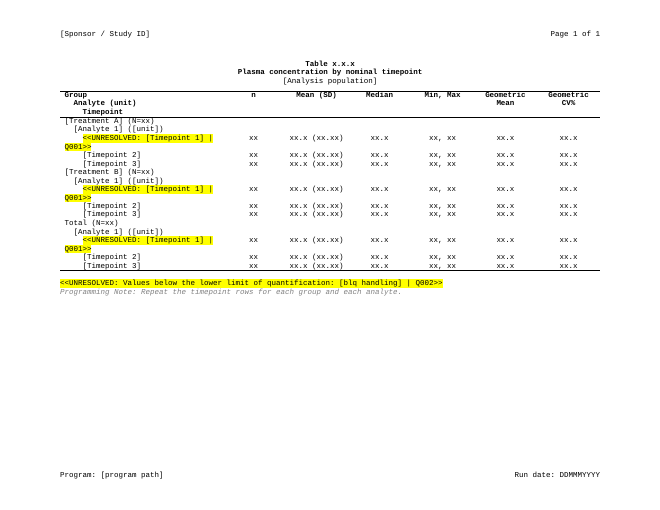 [Sponsor / Study ID] Page 1 of 1
Table x.x.x
Plasma concentration by nominal timepoint
[Analysis population]
Group n Mean (SD) Median Min, Max Geometric Geometric
Analyte (unit) Mean CV%
Timepoint
[Treatment A] (N=xx)
[Analyte 1] ([unit])
<<UNRESOLVED: [Timepoint 1] | xx xx.x (xx.xx) xx.x xx, xx xx.x xx.x
Q001>>
[Timepoint 2] xx xx.x (xx.xx) xx.x xx, xx xx.x xx.x
[Timepoint 3] xx xx.x (xx.xx) xx.x xx, xx xx.x xx.x
[Treatment B] (N=xx)
[Analyte 1] ([unit])
<<UNRESOLVED: [Timepoint 1] | xx xx.x (xx.xx) xx.x xx, xx xx.x xx.x
Q001>>
[Timepoint 2] xx xx.x (xx.xx) xx.x xx, xx xx.x xx.x
[Timepoint 3] xx xx.x (xx.xx) xx.x xx, xx xx.x xx.x
Total (N=xx)
[Analyte 1] ([unit])
<<UNRESOLVED: [Timepoint 1] | xx xx.x (xx.xx) xx.x xx, xx xx.x xx.x
Q001>>
[Timepoint 2] xx xx.x (xx.xx) xx.x xx, xx xx.x xx.x
[Timepoint 3] xx xx.x (xx.xx) xx.x xx, xx xx.x xx.x
<<UNRESOLVED: Values below the lower limit of quantification: [blq handling] | Q002>>
Programming Note: Repeat the timepoint rows for each group and each analyte.
Program: [program path] Run date: DDMMMYYYY